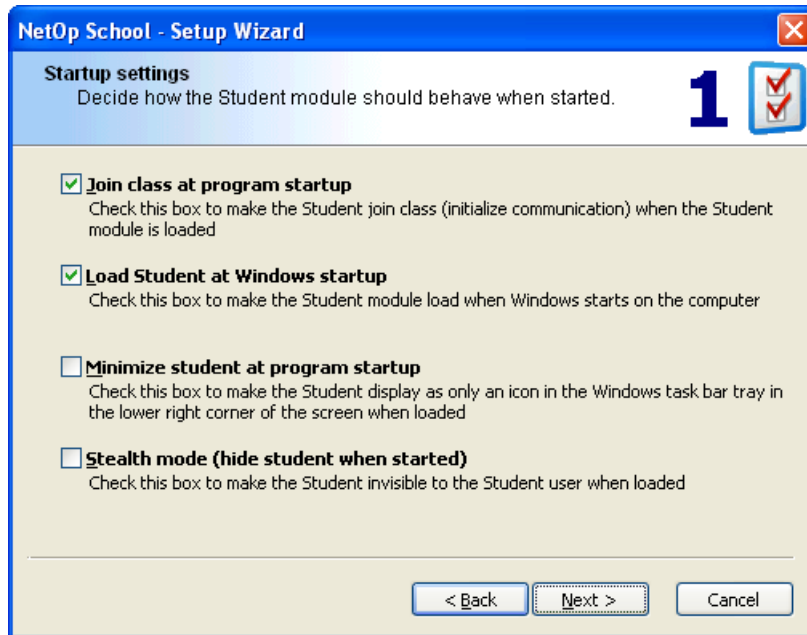 NetOp School - Setup Wizard
Startup settings
Decide how the Student module should behave when started.
1
Join class at program startup
Check this box to make the Student join class (initialize communication) when the Student
module is loaded
Load Student at Windows startup
Check this box to make the Student module load when Windows starts on the computer
Minimize student at program startup
Check this box to make the Student display as only an icon in the Windows task bar tray in
the lower right corner of the screen when loaded
Stealth mode (hide student when started)
Check this box to make the Student invisible to the Student user when loaded
< Back
Next >
Cancel